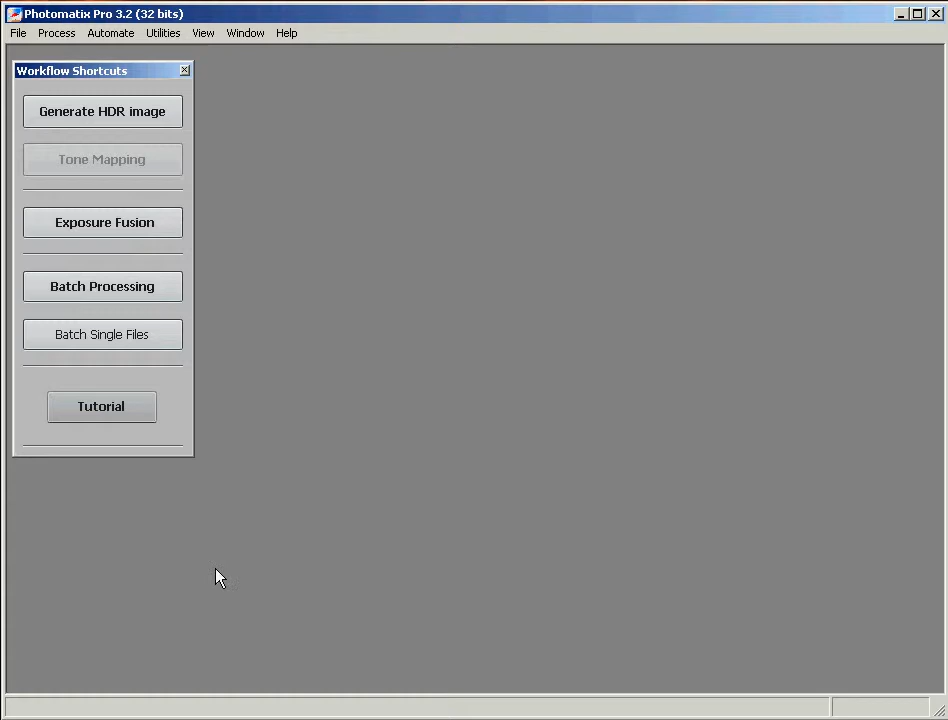 Photomatix Pro 3.2 (32 bits)
File Process Automate Utilities View Window Help
Workflow Shortcuts
Generate HDR image
Tone Mapping
Exposure Fusion
Batch Processing
Batch Single Files
Tutorial